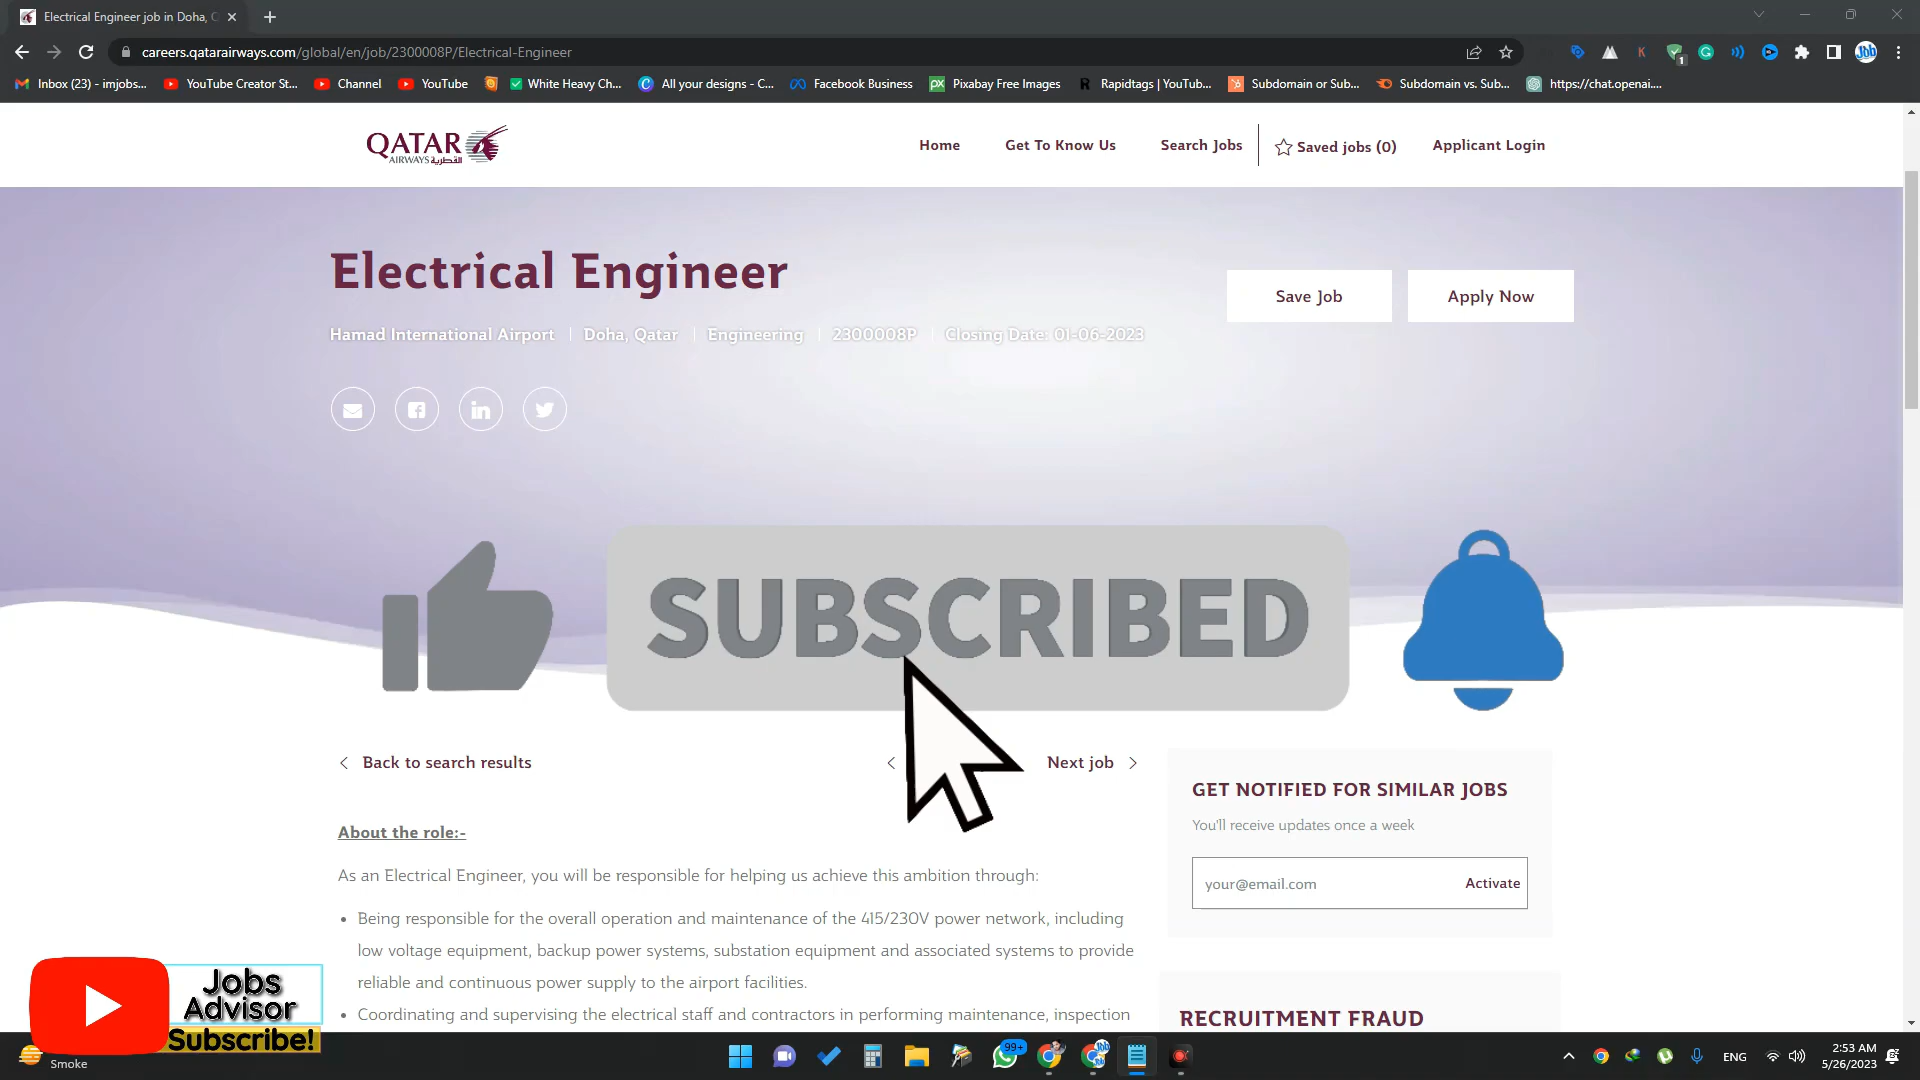 Electrical Engineer job in Doha, Q
careers.qatarairways.com/global/en/job/2300008P/Electrical-Engineer
Inbox (23) - imjobs...
YouTube Creator St...
Channel
YouTube
White Heavy Ch...
All your designs - C...
Facebook Business
Pixabay Free Images
Rapidtags | YouTub...
Subdomain or Sub...
Subdomain vs. Sub...
https://chat.openai....
QATAR
AIRWAYS القطرية
Home
Get To Know Us
Search Jobs
Saved jobs (0)
Applicant Login
Electrical Engineer
Save Job
Apply Now
Hamad International Airport | Doha, Qatar | Engineering | 2300008P | Closing Date: 01-06-2023
SUBSCRIBED
Back to search results
Next job
GET NOTIFIED FOR SIMILAR JOBS
You'll receive updates once a week
your@email.com
Activate
About the role:-
As an Electrical Engineer, you will be responsible for helping us achieve this ambition through:
• Being responsible for the overall operation and maintenance of the 415/230V power network, including
low voltage equipment, backup power systems, substation equipment and associated systems to provide
reliable and continuous power supply to the airport facilities.
• Coordinating and supervising the electrical staff and contractors in performing maintenance, inspection
RECRUITMENT FRAUD
Jobs
Advisor
Subscribe!
Smoke
99+
ENG
2:53 AM
5/26/2023